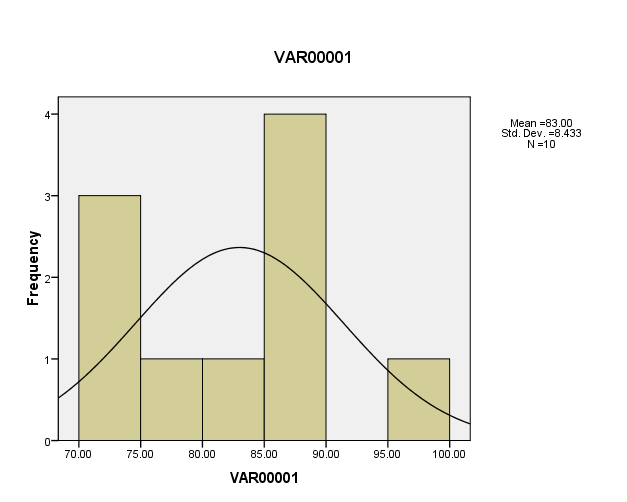 VAR00001
Mean =83.00
Std. Dev. =8.433
N =10
Frequency
4
3
2
1
0
70.00 75.00 80.00 85.00 90.00 95.00 100.00
VAR00001